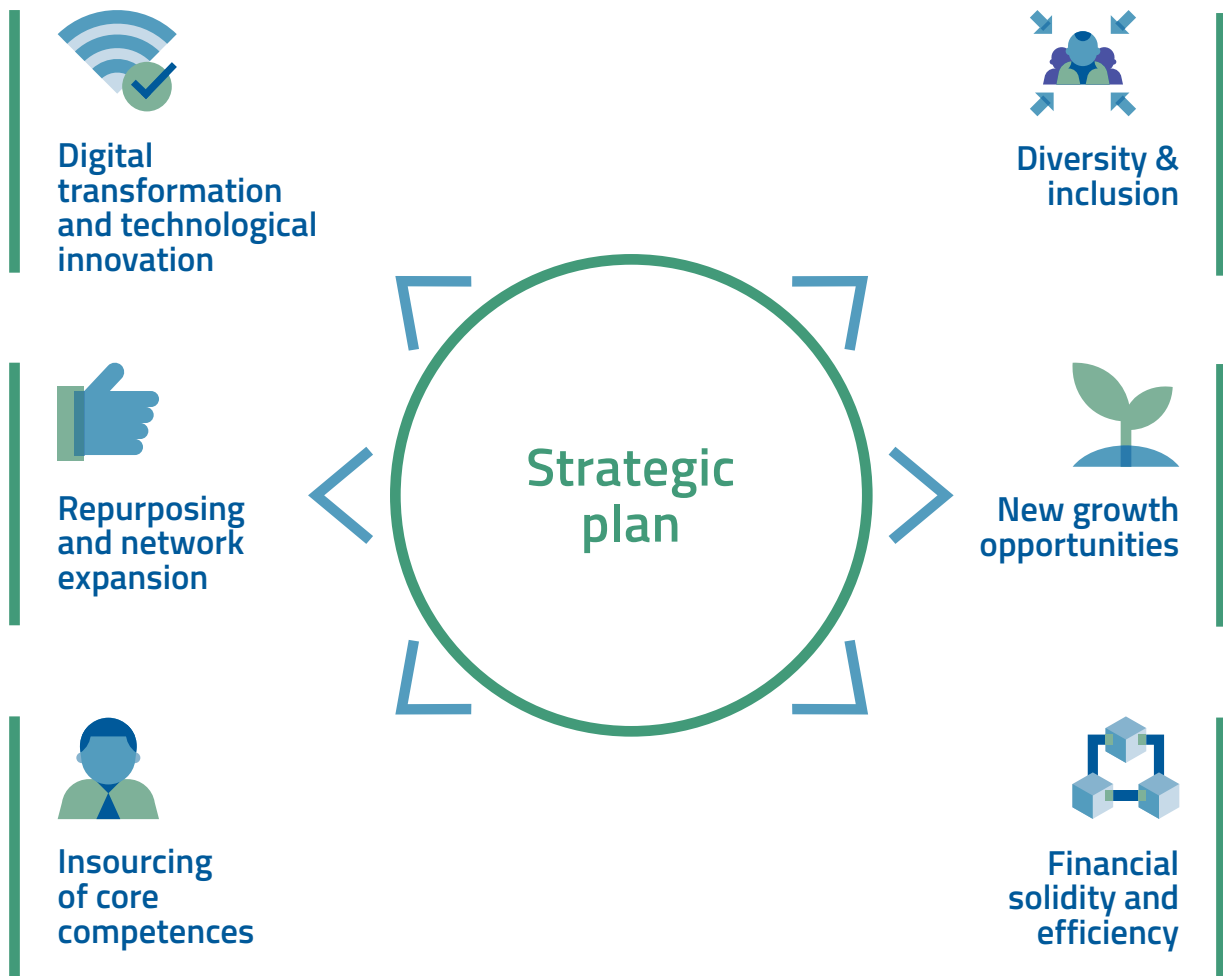 Digital
transformation
and technological
innovation
Diversity &
inclusion
Repurposing
and network
expansion
Strategic
plan
New growth
opportunities
Insourcing
of core
competences
Financial
solidity and
efficiency